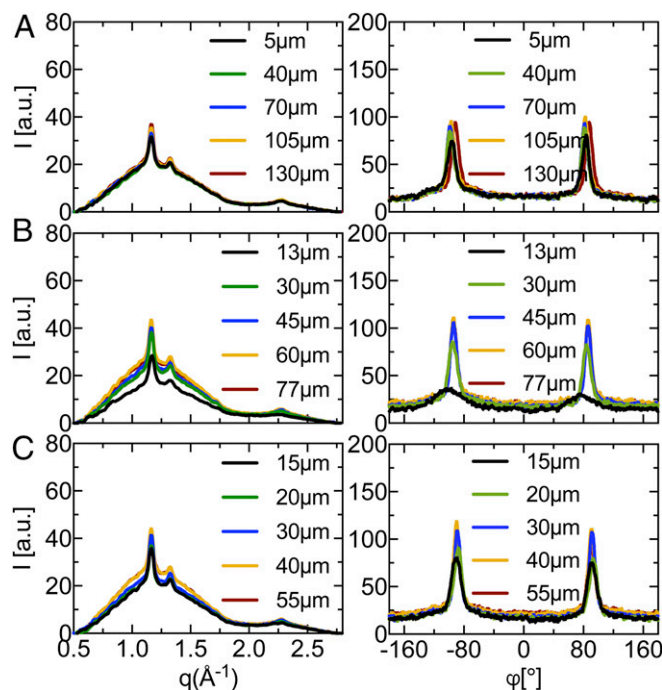 A
I [a.u.]
80
60
40
20
0
5µm
40µm
70µm
105µm
130µm
200
150
100
50
0
5µm
40µm
70µm
105µm
130µm
B
I [a.u.]
80
60
40
20
0
13µm
30µm
45µm
60µm
77µm
200
150
100
50
0
13µm
30µm
45µm
60µm
77µm
C
I [a.u.]
80
60
40
20
0
15µm
20µm
30µm
40µm
55µm
200
150
100
50
0
15µm
20µm
30µm
40µm
55µm
0.5 1.0 1.5 2.0 2.5
q(Å⁻¹)
-160 -80 0 80 160
φ[°]